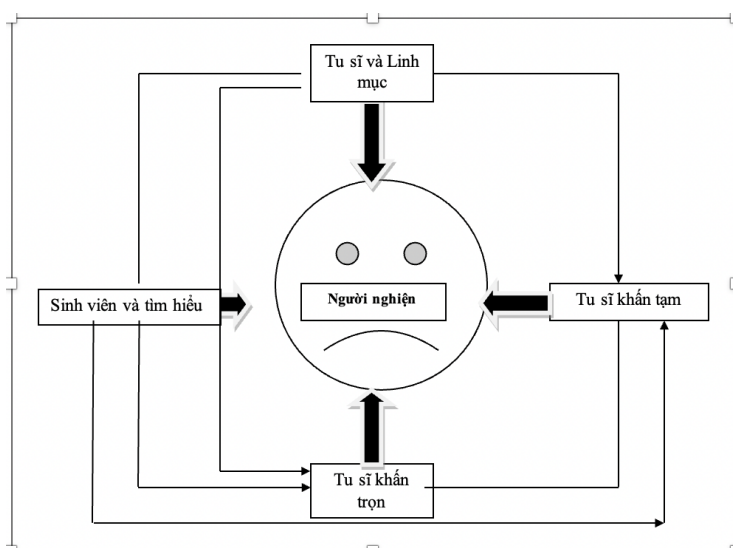 Tu sĩ và Linh
mục
Sinh viên và tìm hiểu
Người nghiện
Tu sĩ khấn tạm
Tu sĩ khấn
trọn